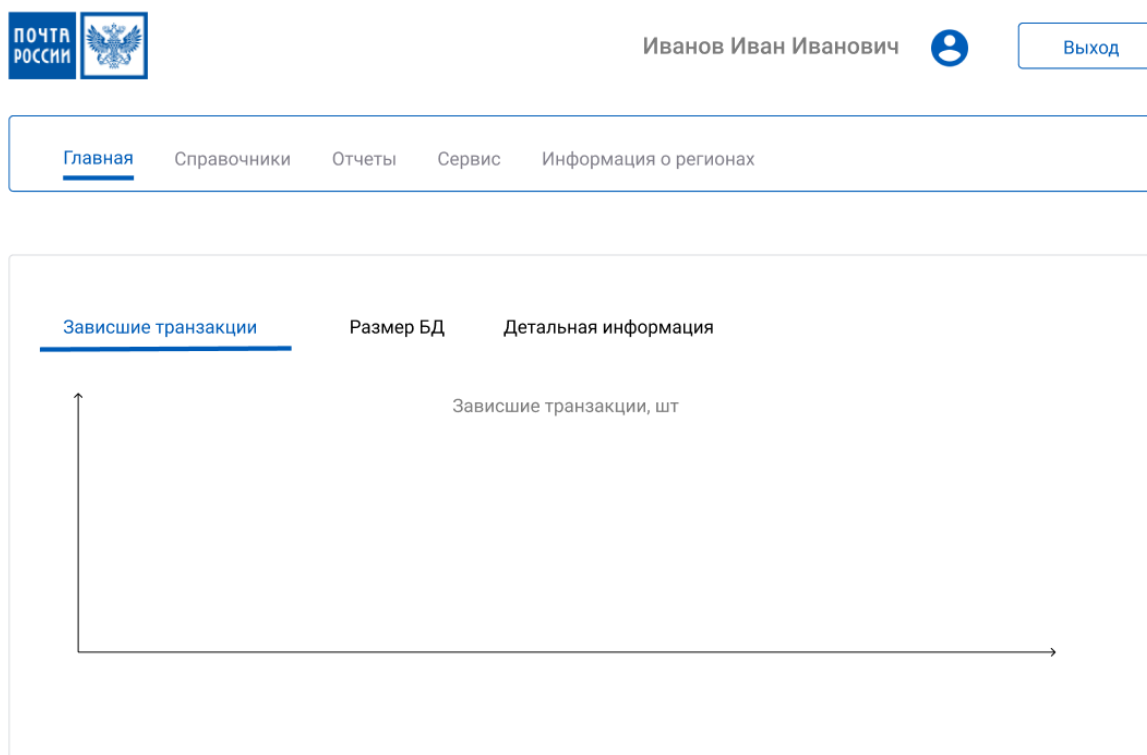 ПОЧТА
РОССИИ
Иванов Иван Иванович
Выход
Главная Справочники Отчеты Сервис Информация о регионах
Зависшие транзакции Размер БД Детальная информация
Зависшие транзакции, шт